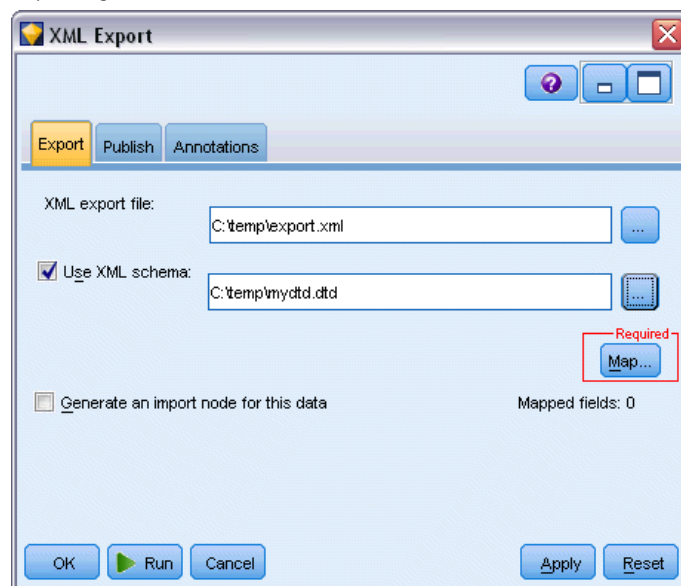 XML Export
Export Publish Annotations
XML export file:
C:\temp\export.xml
...
Use XML schema:
C:\temp\mydtd.dtd
...
Required
Map...
Generate an import node for this data
Mapped fields: 0
OK Run Cancel Apply Reset